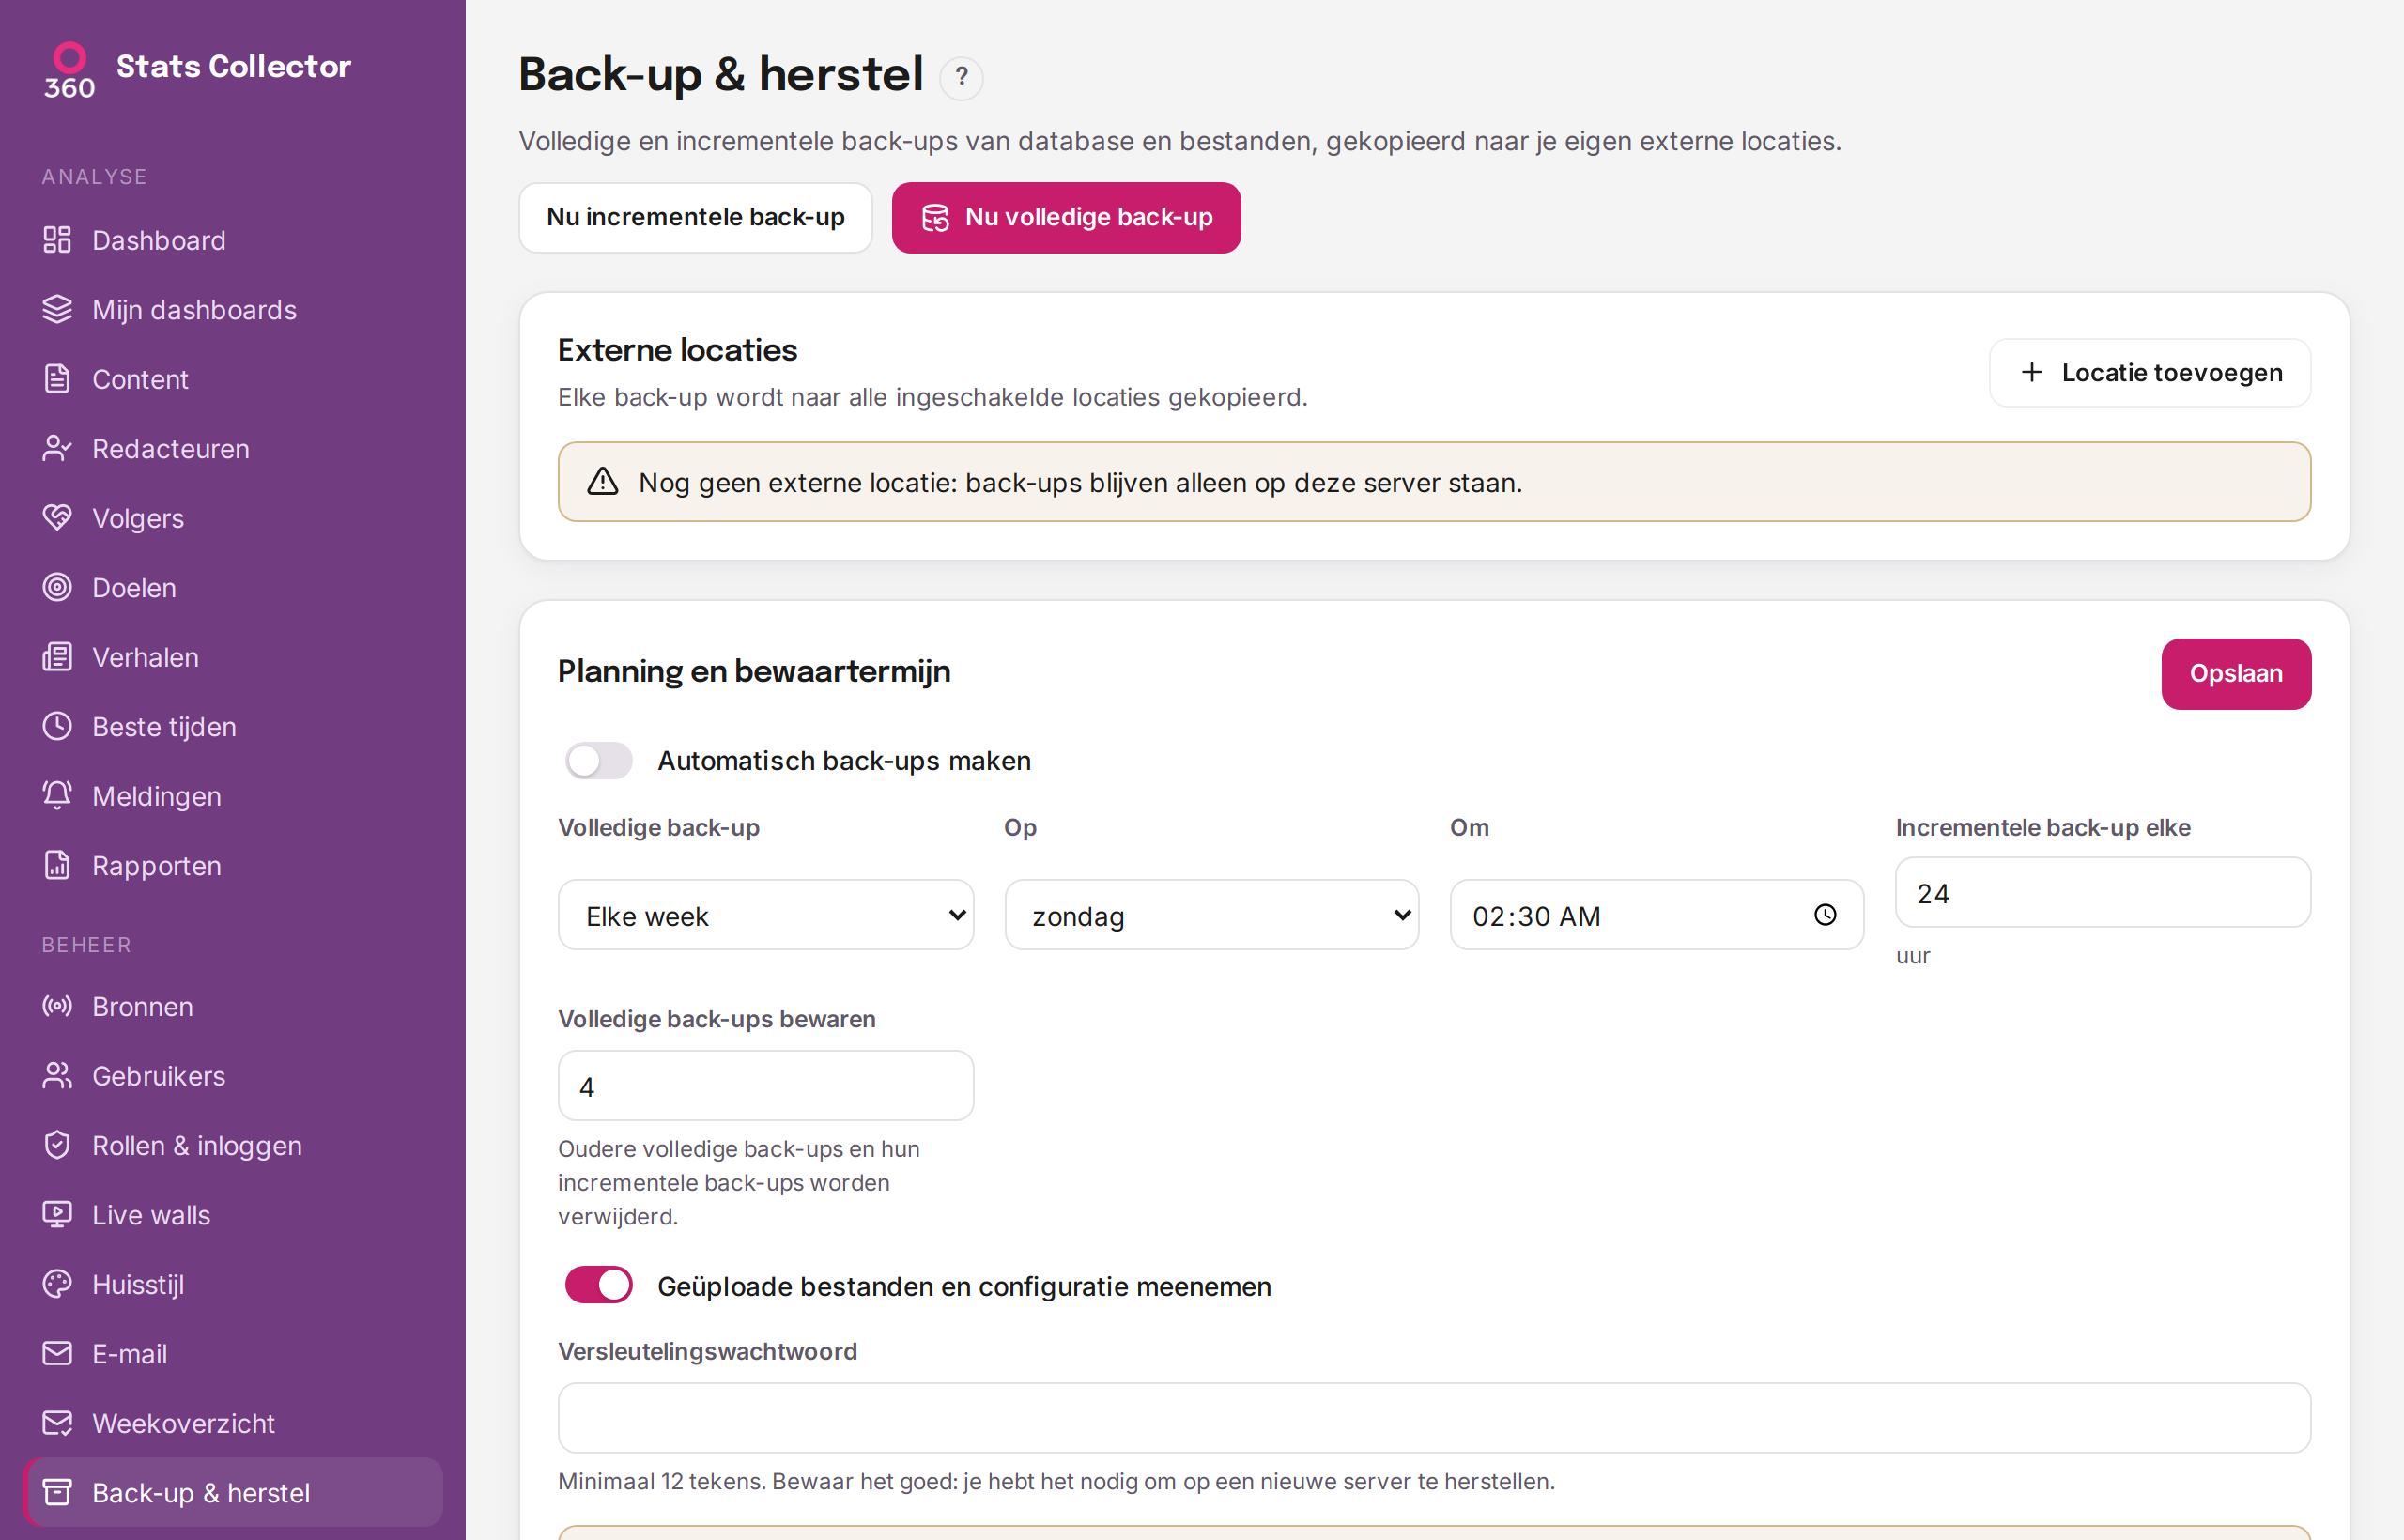 360
Stats Collector
ANALYSE
Dashboard
Mijn dashboards
Content
Redacteuren
Volgers
Doelen
Verhalen
Beste tijden
Meldingen
Rapporten
BEHEER
Bronnen
Gebruikers
Rollen & inloggen
Live walls
Huisstijl
E-mail
Weekoverzicht
Back-up & herstel
Back-up & herstel ?
Volledige en incrementele back-ups van database en bestanden, gekopieerd naar je eigen externe locaties.
Nu incrementele back-up
Nu volledige back-up
Externe locaties
Elke back-up wordt naar alle ingeschakelde locaties gekopieerd.
Locatie toevoegen
Nog geen externe locatie: back-ups blijven alleen op deze server staan.
Planning en bewaartermijn
Opslaan
Automatisch back-ups maken
Volledige back-up
Elke week
Op
zondag
Om
02:30 AM
Incrementele back-up elke
24
uur
Volledige back-ups bewaren
4
Oudere volledige back-ups en hun
incrementele back-ups worden
verwijderd.
Geüploade bestanden en configuratie meenemen
Versleutelingswachtwoord
Minimaal 12 tekens. Bewaar het goed: je hebt het nodig om op een nieuwe server te herstellen.